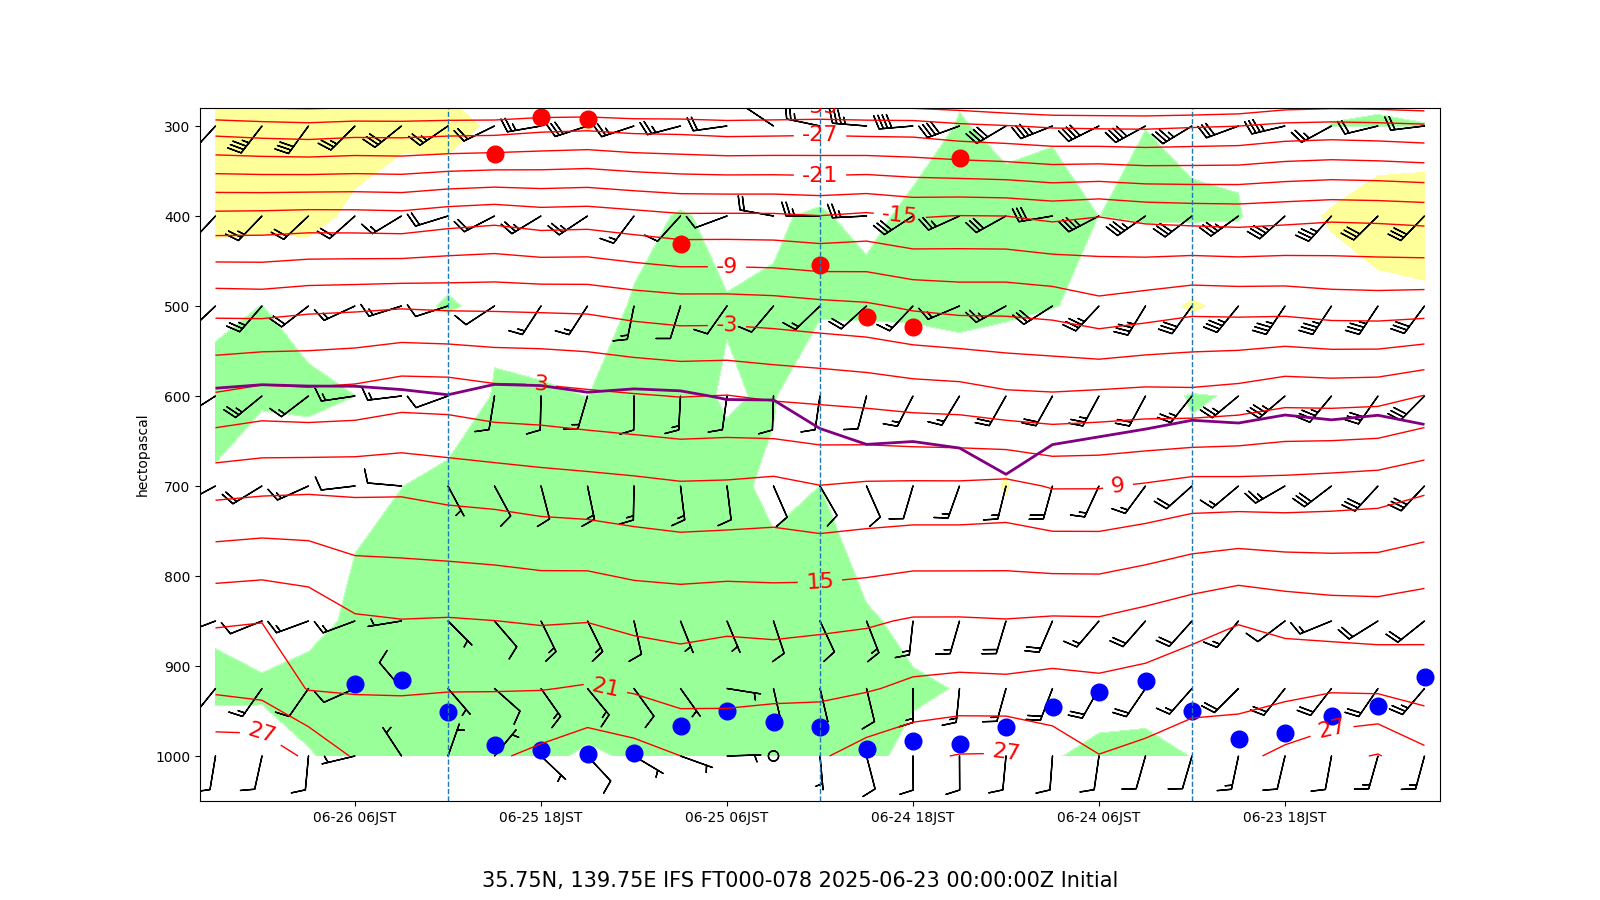 300
400
500
600
700
800
900
1000
hectopascal
-27
-21
-15
-9
-3
3
9
15
21
27
27
27
06-26 06JST
06-25 18JST
06-25 06JST
06-24 18JST
06-24 06JST
06-23 18JST
35.75N, 139.75E IFS FT000-078 2025-06-23 00:00:00Z Initial